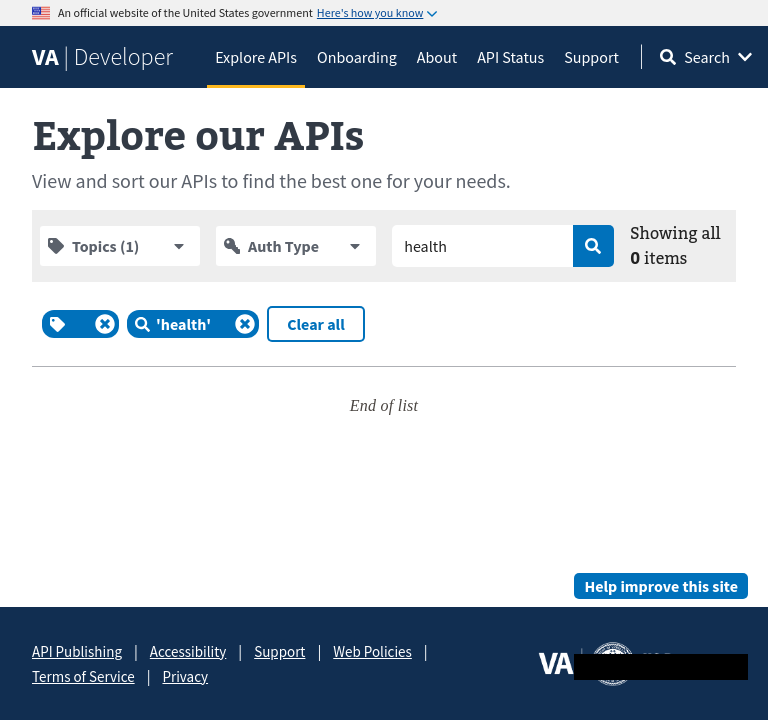 An official website of the United States government Here's how you know
VA | Developer
Explore APIs
Onboarding
About
API Status
Support
Search
Explore our APIs
View and sort our APIs to find the best one for your needs.
Topics (1)
Auth Type
health
Showing all
0 items
'health'
Clear all
End of list
Help improve this site
API Publishing | Accessibility | Support | Web Policies |
Terms of Service | Privacy
VA